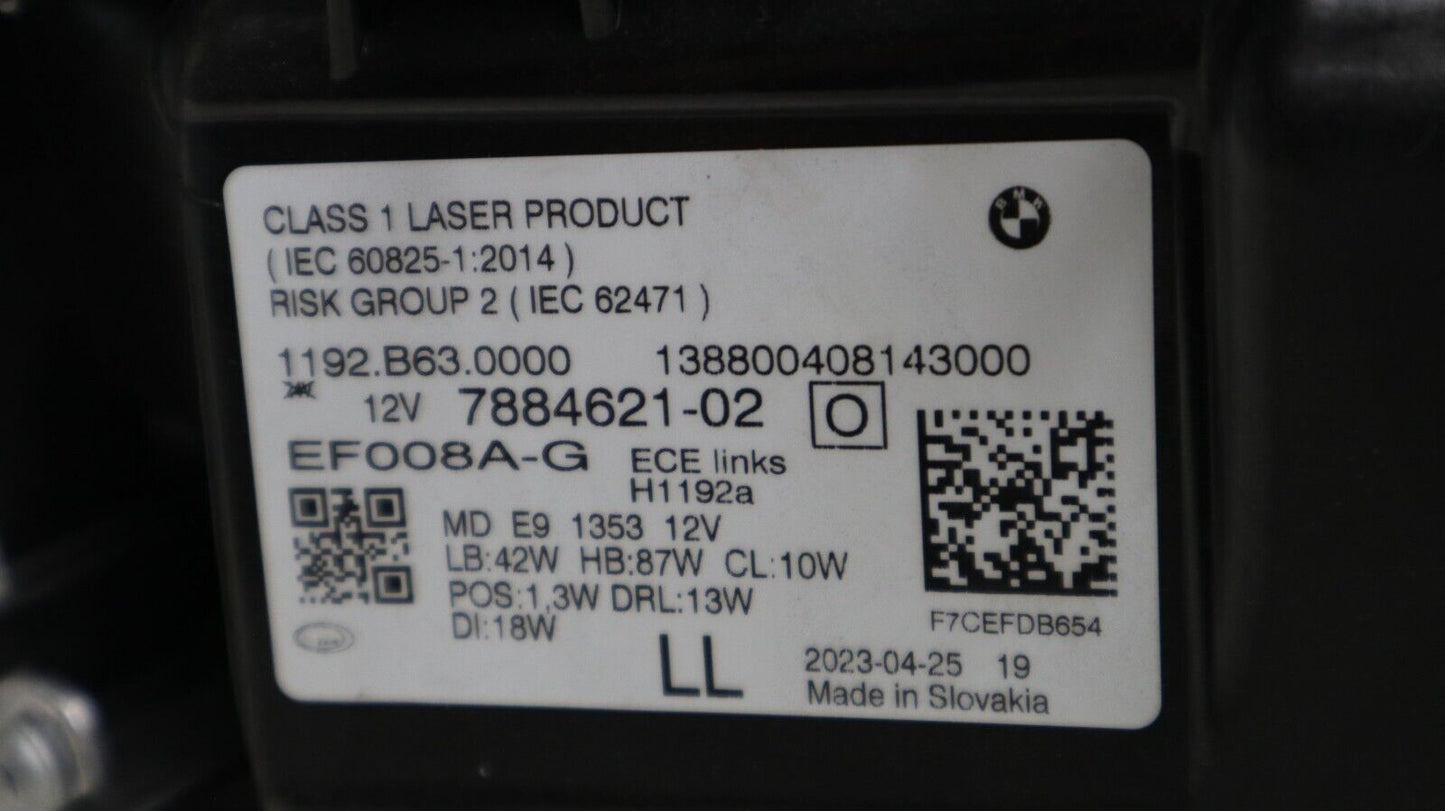 CLASS 1 LASER PRODUCT
BMW
( IEC 60825-1:2014 )
RISK GROUP 2 ( IEC 62471 )
1192.B63.0000 138800408143000
12V 7884621-02 O
EF008A-G ECE links
H1192a
MD E9 1353 12V
LB:42W HB:87W CL:10W
POS:1,3W DRL:13W
DI:18W
LL
F7CEFDB654
2023-04-25 19
Made in Slovakia